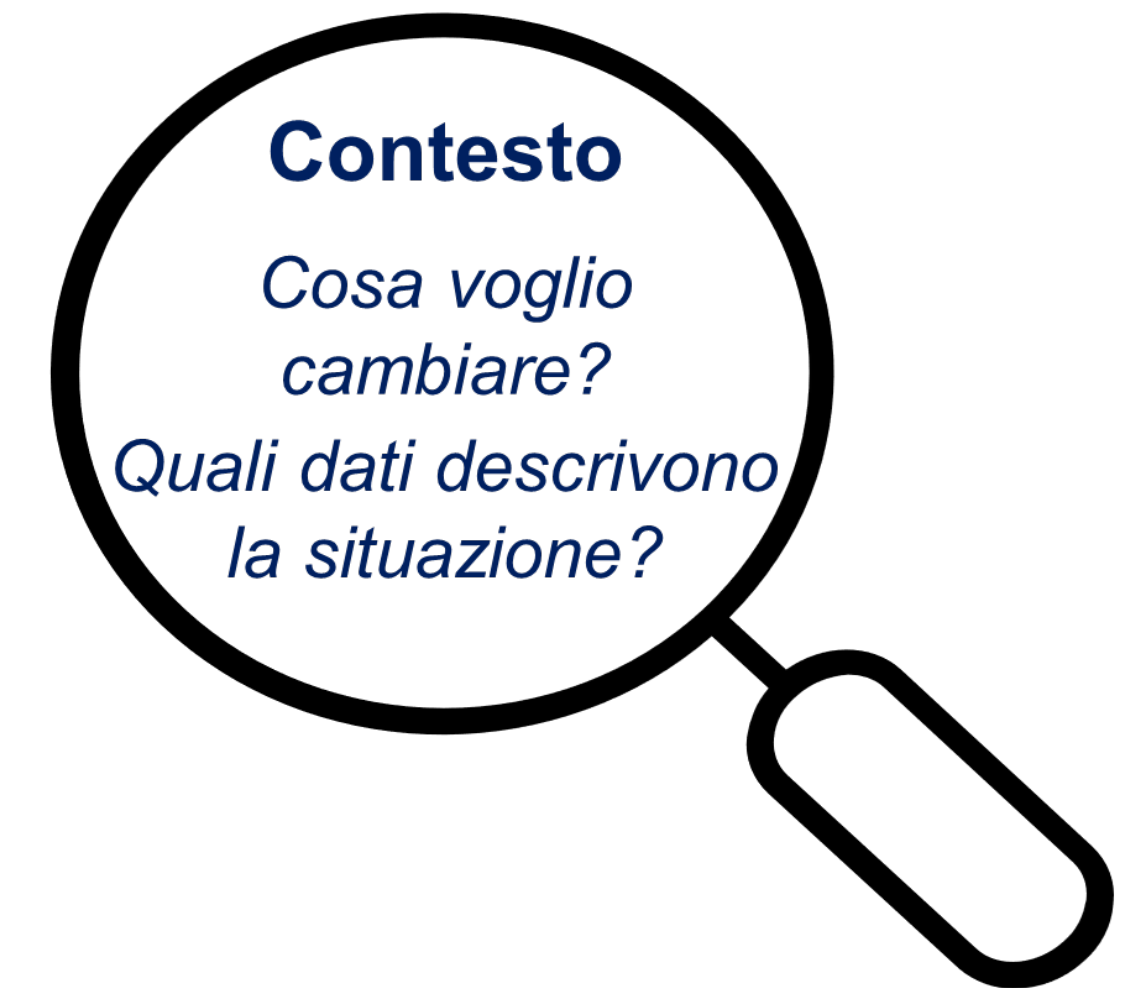 Contesto
Cosa voglio
cambiare?
Quali dati descrivono
la situazione?